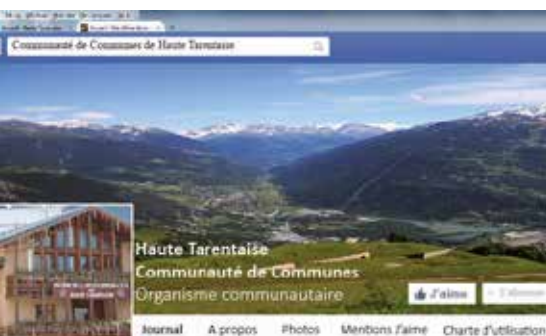 Communauté de Communes de Haute Tarentaise
Haute Tarentaise
Communauté de Communes
Organisme communautaire
J'aime
Journal A propos Photos Mentions J'aime Charte d'utilisation